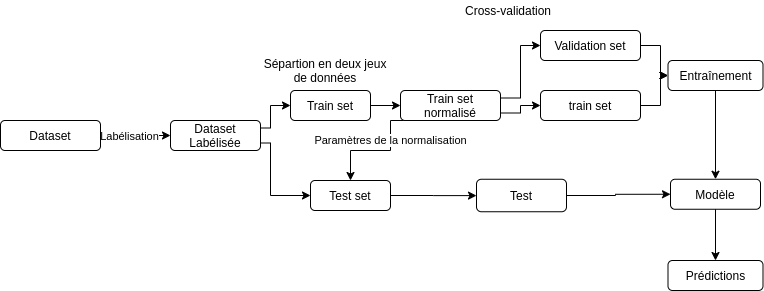 Cross-validation
Validation set
Sépartion en deux jeux
de données
Entraînement
Train set
Train set
normalisé
train set
Dataset
Labélisation
Dataset
Labélisée
Paramètres de la normalisation
Test set
Test
Modèle
Prédictions